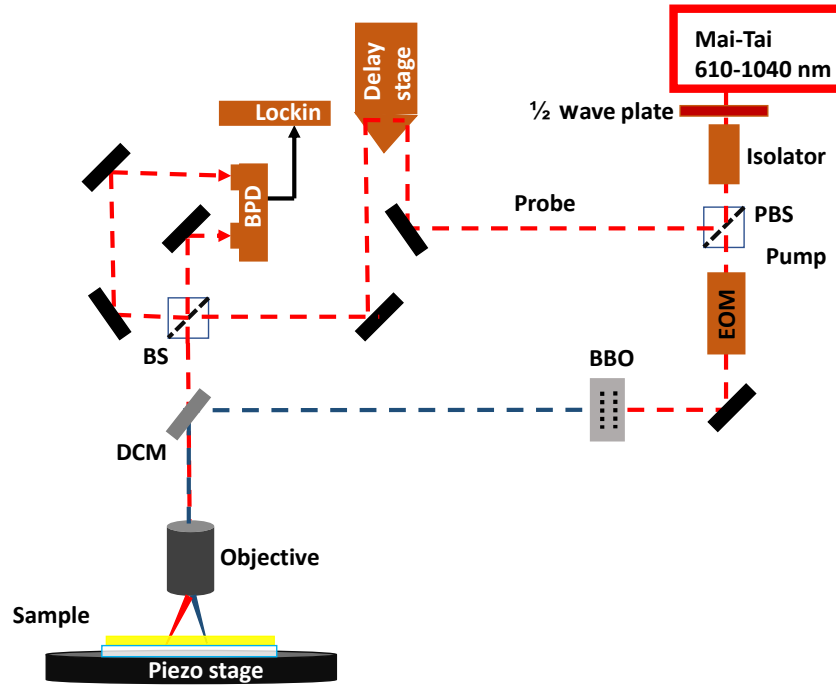 Mai-Tai
610-1040 nm
½ wave plate
Isolator
PBS
Pump
Probe
EOM
Delay
stage
Lockin
BPD
BS
BBO
DCM
Objective
Sample
Piezo stage